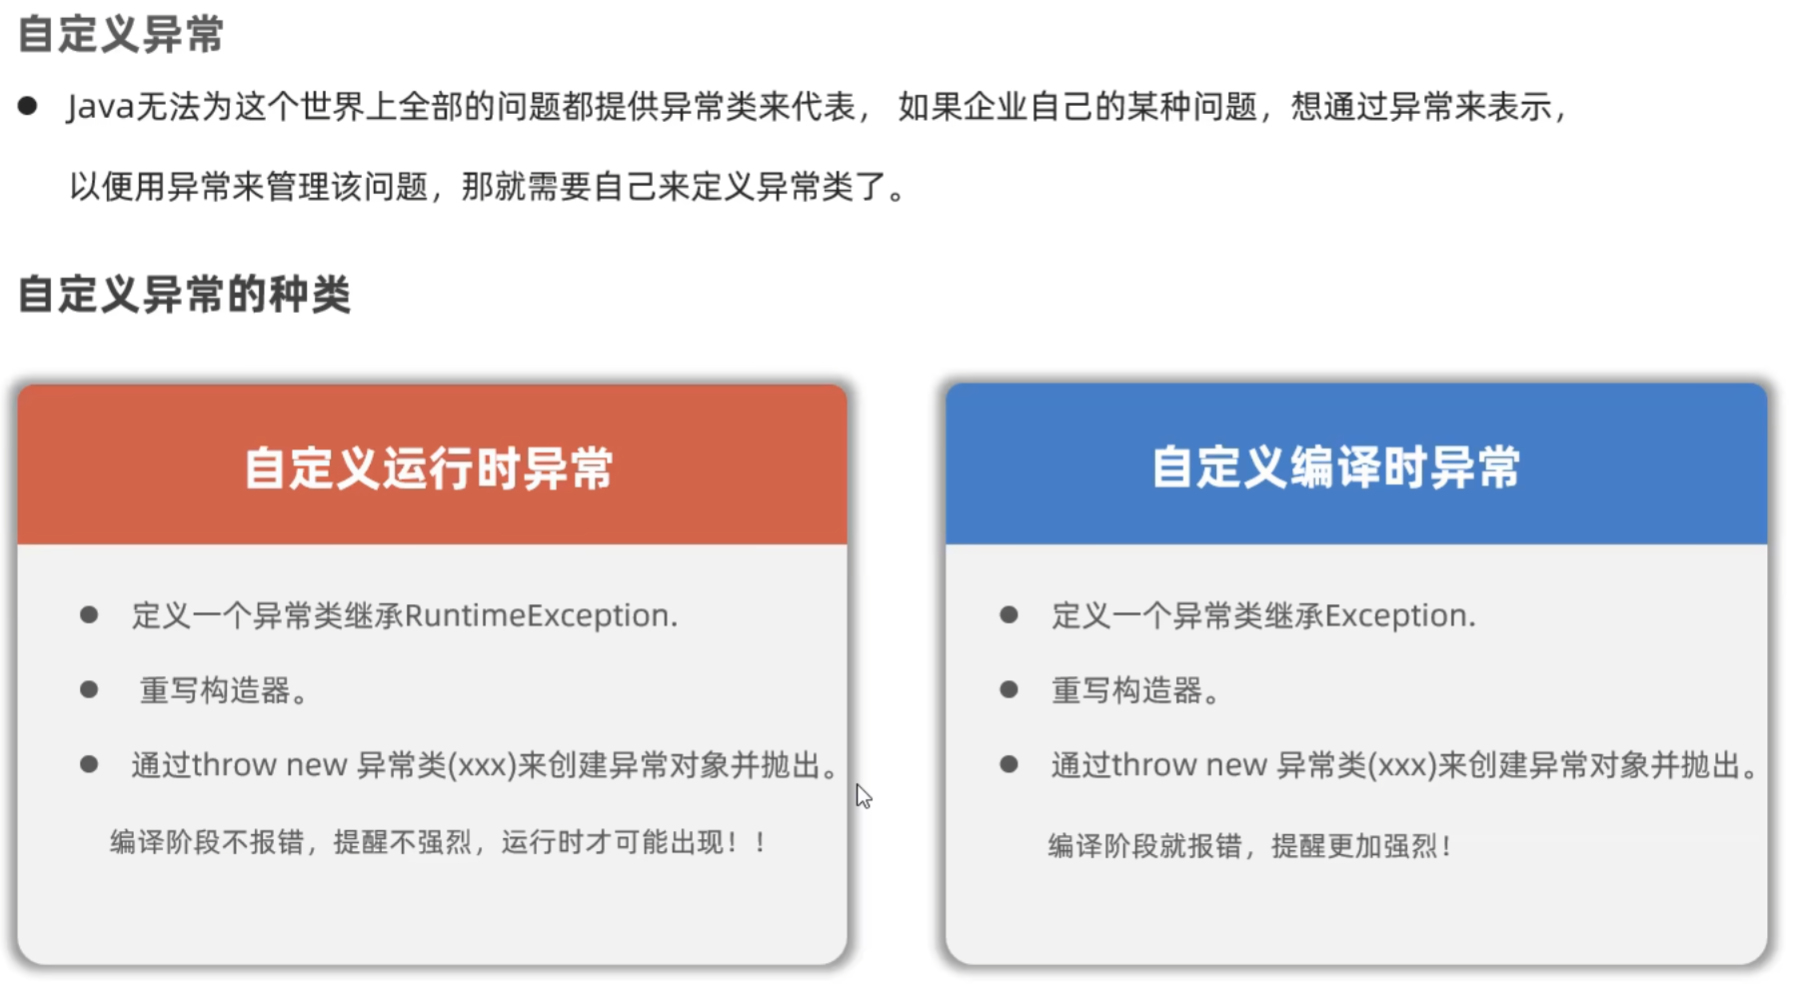 自定义异常
● Java无法为这个世界上全部的问题都提供异常类来代表， 如果企业自己的某种问题，想通过异常来表示，
以便用异常来管理该问题，那就需要自己来定义异常类了。
自定义异常的种类
自定义运行时异常
● 定义一个异常类继承RuntimeException.
● 重写构造器。
● 通过throw new 异常类(xxx)来创建异常对象并抛出。
编译阶段不报错，提醒不强烈，运行时才可能出现！！
自定义编译时异常
● 定义一个异常类继承Exception.
● 重写构造器。
● 通过throw new 异常类(xxx)来创建异常对象并抛出。
编译阶段就报错，提醒更加强烈！